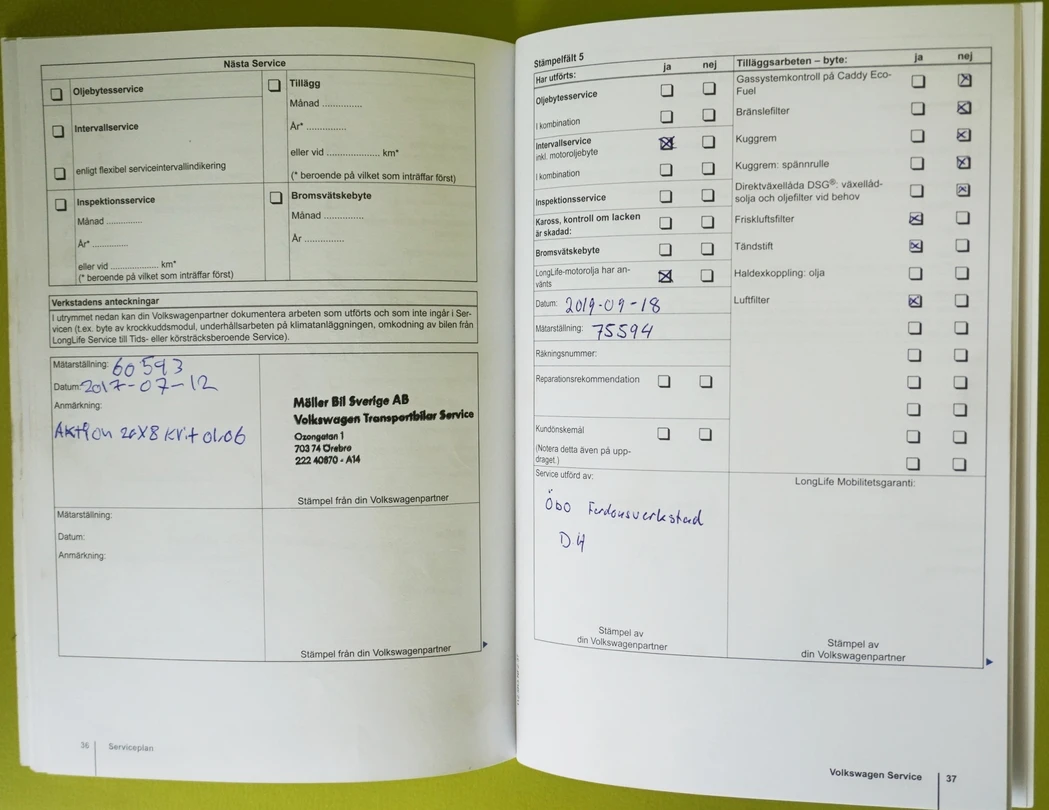 Nästa Service
Oljebytesservice
Intervallservice
enligt flexibel serviceintervallindikering
Tillägg
Månad ..............
År* ..............
eller vid .................... km*
(* beroende på vilket som inträffar först)
Inspektionsservice
Månad .............
År* .............
eller vid .................. km*
(* beroende på vilket som inträffar först)
Bromsvätskebyte
Månad ..............
År ..............
Verkstadens anteckningar
I utrymmet nedan kan din Volkswagenpartner dokumentera arbeten som utförts och som inte ingår i Ser-
vicen (t.ex. byte av krockkuddsmodul, underhållsarbeten på klimatanläggningen, omkodning av bilen från
LongLife Service till Tids- eller körsträcksberoende Service).
Mätarställning: 60593
Datum: 2017-07-12
Anmärkning:
Aktion 20X8 Krit 01.06
Möller Bil Sverige AB
Volkswagen Transportbilar Service
Ozongatan 1
703 74 Örebro
222 40870 - A14
Stämpel från din Volkswagenpartner
Mätarställning:
Datum:
Anmärkning:
Stämpel från din Volkswagenpartner
36 Serviceplan
Stämpelfält 5
Har utförts: ja nej
Oljebytesservice
I kombination
Intervallservice
inkl. motoroljebyte
I kombination
Inspektionsservice
Kaross, kontroll om lacken
är skadad:
Bromsvätskebyte
LongLife-motorolja har an-
vänts
Datum: 2019-09-18
Mätarställning: 75594
Räkningsnummer:
Reparationsrekommendation
Kundönskemål
(Notera detta även på upp-
draget.)
Service utförd av:
Öbo Fordonsverkstad
D4
Stämpel av
din Volkswagenpartner
Tilläggsarbeten – byte: ja nej
Gassystemkontroll på Caddy Eco-
Fuel
Bränslefilter
Kuggrem
Kuggrem: spännrulle
Direktväxellåda DSG®: växellåd-
solja och oljefilter vid behov
Friskluftsfilter
Tändstift
Haldexkoppling: olja
Luftfilter
LongLife Mobilitetsgaranti:
Stämpel av
din Volkswagenpartner
Volkswagen Service 37